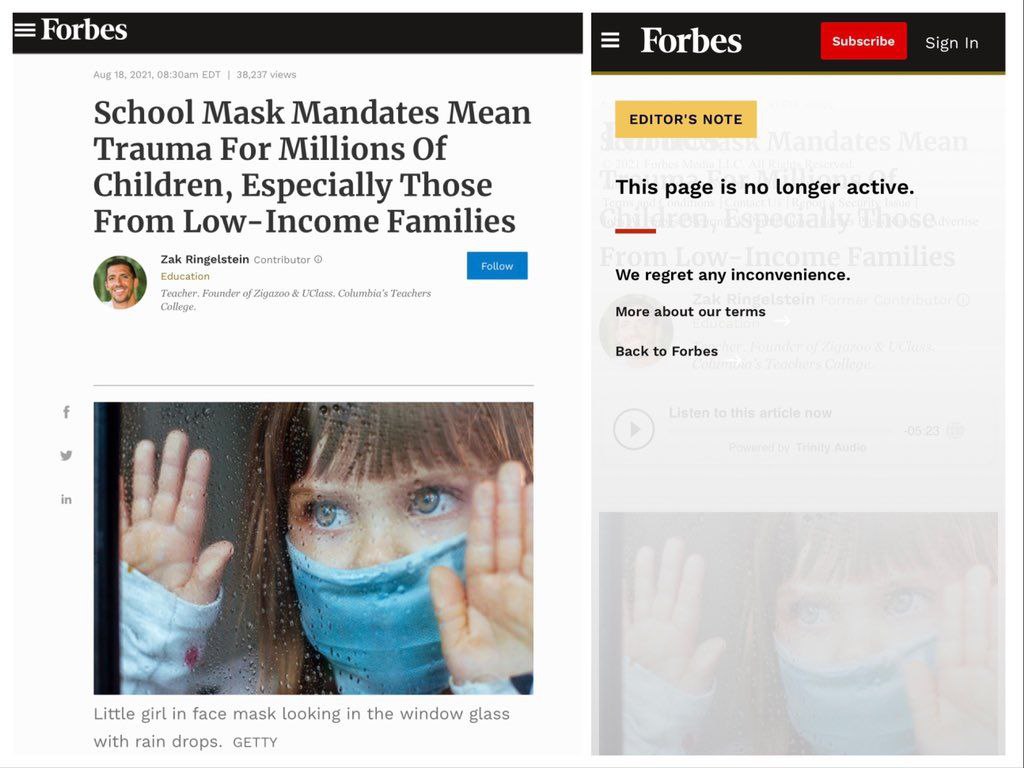 Forbes
Aug 18, 2021, 08:30am EDT | 38,237 views
School Mask Mandates Mean
Trauma For Millions Of
Children, Especially Those
From Low-Income Families
Zak Ringelstein Contributor
Education
Teacher. Founder of Zigazoo & UClass. Columbia's Teachers
College.
Follow
f
in
Little girl in face mask looking in the window glass
with rain drops. GETTY
Forbes
Subscribe
Sign In
EDITOR'S NOTE
School Mask Mandates Mean
© 2021 Forbes Media LLC. All Rights Reserved.
Trauma For Millions Of
This page is no longer active.
Terms and Conditions | Contact Us | Report a Security Issue |
Children, Especially Those
Advertise
From Low-Income Families
We regret any inconvenience.
Zak Ringelstein Former Contributor
More about our terms →
Education
Teacher. Founder of Zigazoo & UClass.
Back to Forbes
Columbia's Teachers College.
Listen to this article now
-05:23
Powered by Trinity Audio